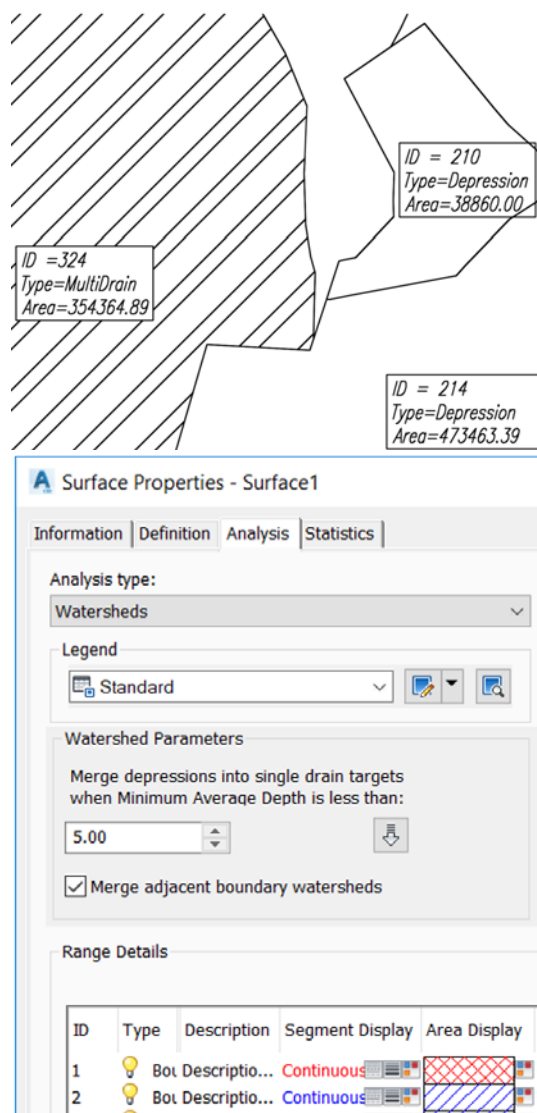 ID = 210
Type=Depression
Area=38860.00
ID =324
Type=MultiDrain
Area=354364.89
ID = 214
Type=Depression
Area=473463.39
Surface Properties - Surface1
Information Definition Analysis Statistics
Analysis type:
Watersheds
Legend
Standard
Watershed Parameters
Merge depressions into single drain targets
when Minimum Average Depth is less than:
5.00
Merge adjacent boundary watersheds
Range Details
ID Type Description Segment Display Area Display
1 Bou Descriptio... Continuous
2 Bou Descriptio... Continuous